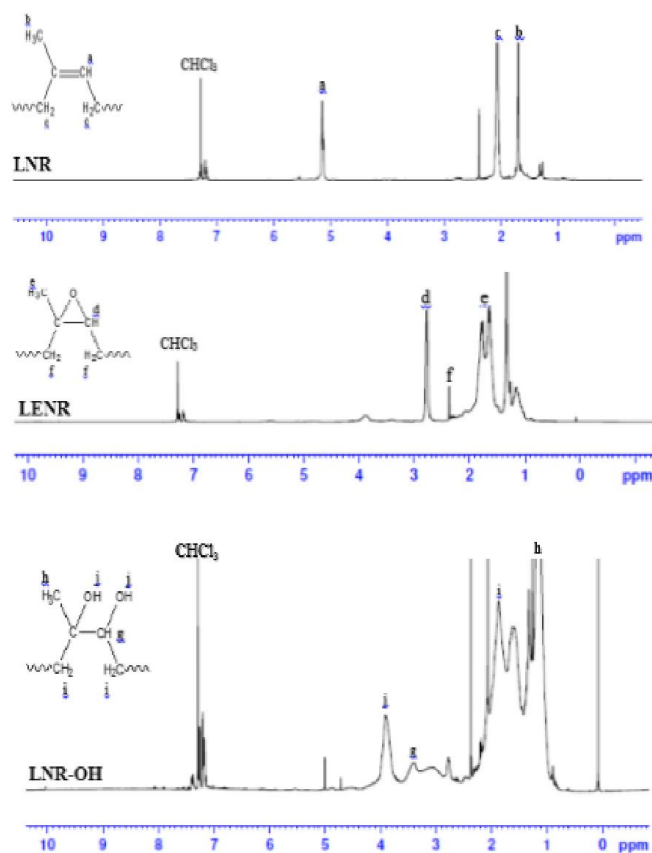 b
H₃C
a
C=CH
CH₂ H₂C
c c
LNR
CHCl₃
a
c
b
10 9 8 7 6 5 4 3 2 1 ppm
e
H₃C
O
d
C CH
CH₂ H₂C
f f
LENR
CHCl₃
d
f
e
10 9 8 7 6 5 4 3 2 1 0 ppm
h
H₃C
j j
OH OH
C CH
g
CH₂ H₂C
i i
LNR-OH
CHCl₃
j
g
i
h
10 9 8 7 6 5 4 3 2 1 0 ppm